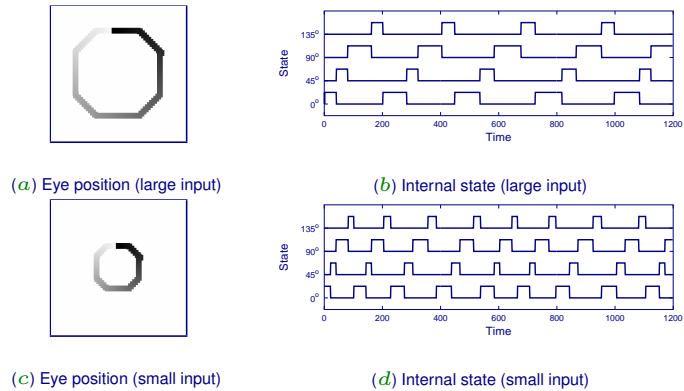 State
135°
90°
45°
0°
0 200 400 600 800 1000 1200
Time
(a) Eye position (large input)
(b) Internal state (large input)
State
135°
90°
45°
0°
0 200 400 600 800 1000 1200
Time
(c) Eye position (small input)
(d) Internal state (small input)